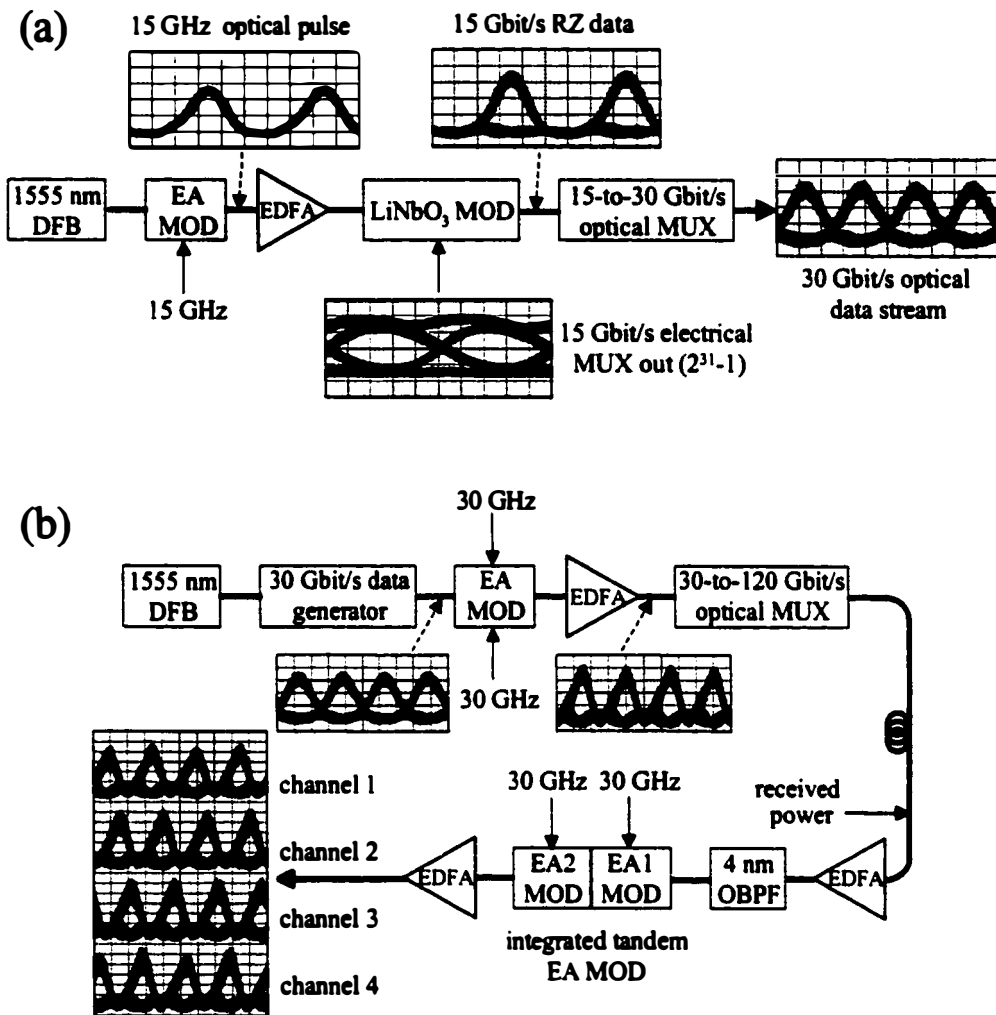 (a)
15 GHz optical pulse
15 Gbit/s RZ data
1555 nm
DFB
EA
MOD
EDFA
LiNbO₃ MOD
15-to-30 Gbit/s
optical MUX
15 GHz
15 Gbit/s electrical
MUX out (2³¹-1)
30 Gbit/s optical
data stream
(b)
30 GHz
1555 nm
DFB
30 Gbit/s data
generator
EA
MOD
EDFA
30-to-120 Gbit/s
optical MUX
30 GHz
channel 1
channel 2
channel 3
channel 4
EDFA
30 GHz
30 GHz
EA2
MOD
EA1
MOD
integrated tandem
EA MOD
4 nm
OBPF
EDFA
received
power